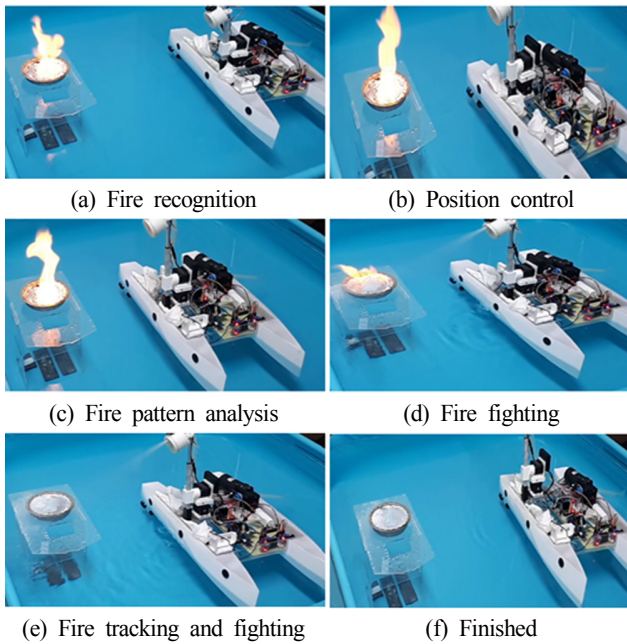 (a) Fire recognition
(b) Position control
(c) Fire pattern analysis
(d) Fire fighting
(e) Fire tracking and fighting
(f) Finished